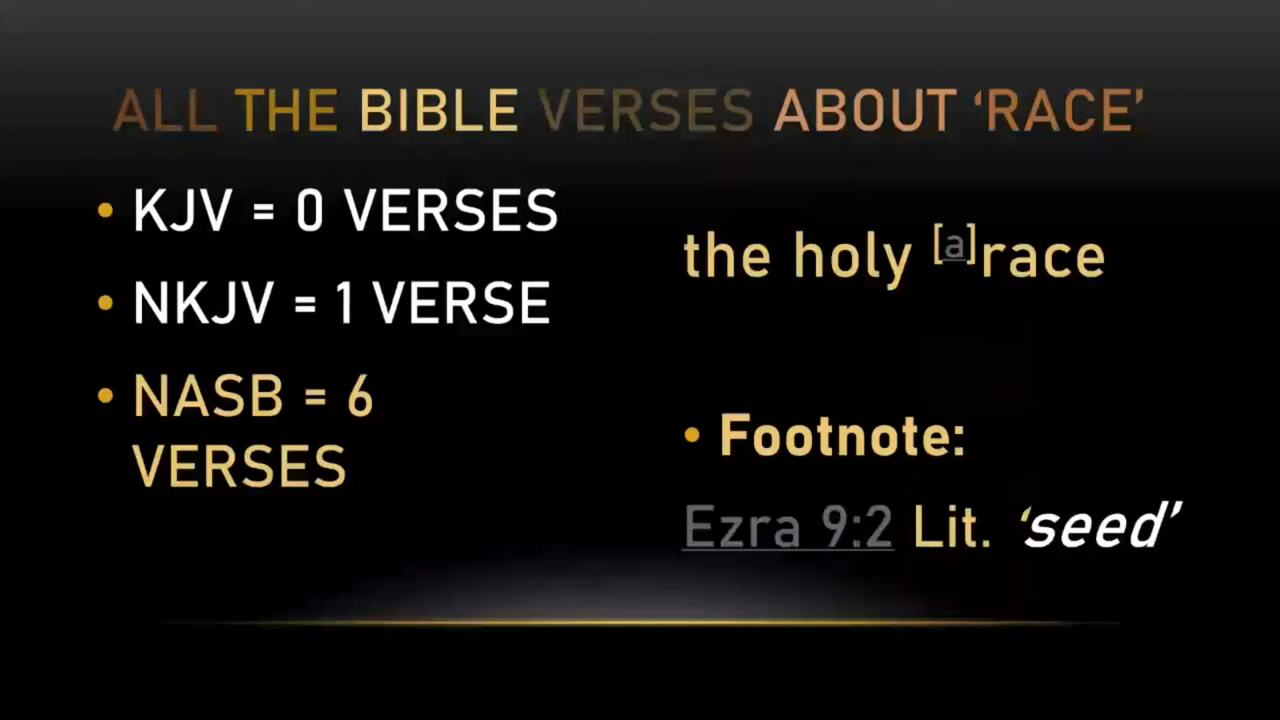 ALL THE BIBLE VERSES ABOUT ‘RACE’
• KJV = 0 VERSES
• NKJV = 1 VERSE
• NASB = 6
VERSES
the holy [a]race
• Footnote:
Ezra 9:2 Lit. ‘seed’